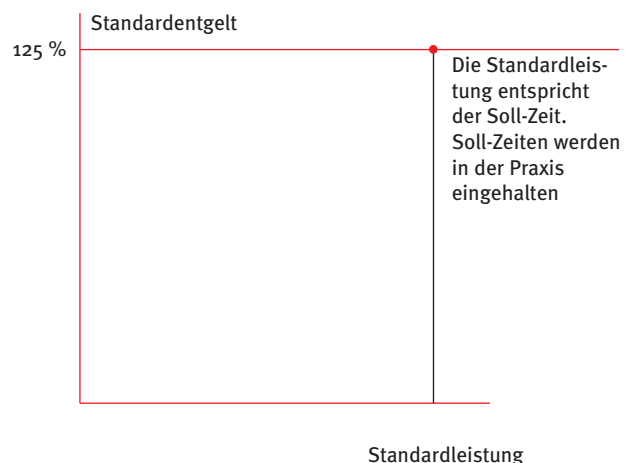 Standardentgelt
125 %
Die Standardleis-
tung entspricht
der Soll-Zeit.
Soll-Zeiten werden
in der Praxis
eingehalten
Standardleistung